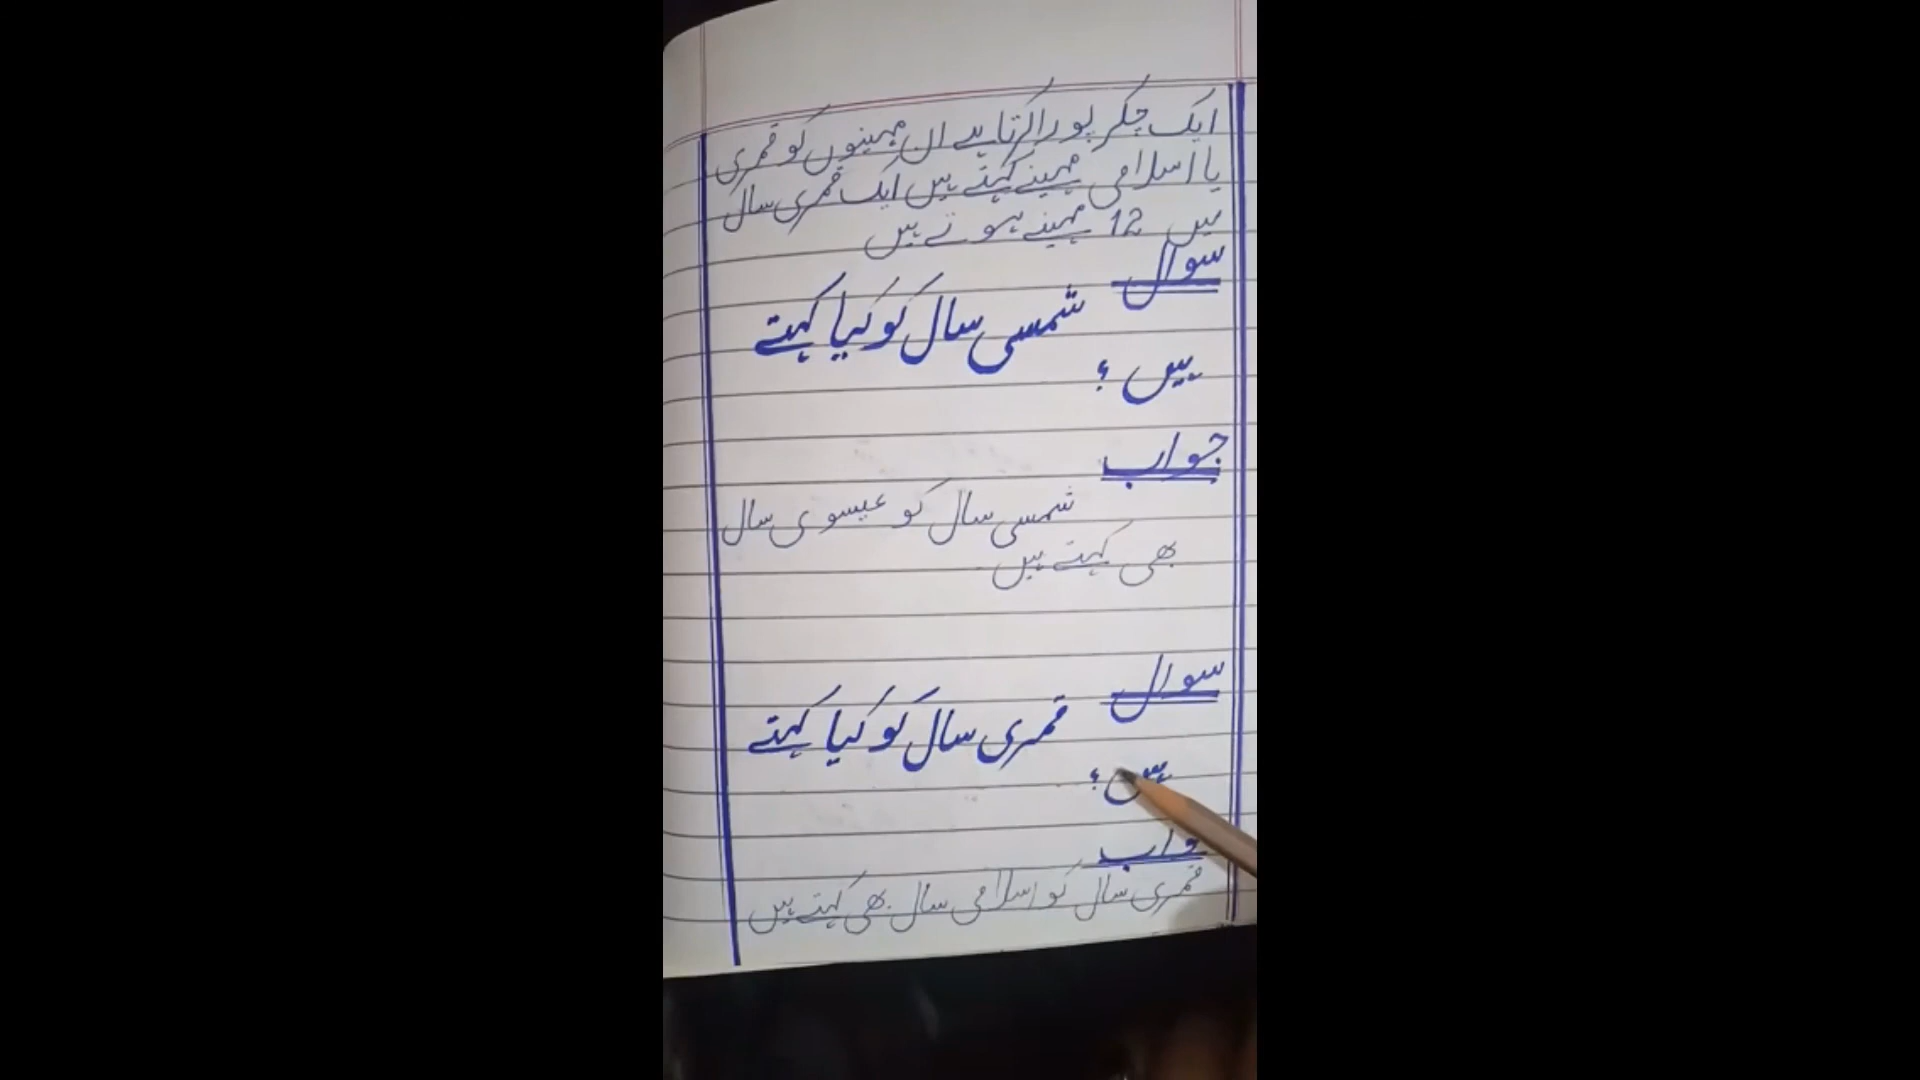 ایک چکر پورا کرتا ہے ان مہینوں کو قمری
یا اسلامی مہینے کہتے ہیں ایک قمری سال
میں 12 مہینے ہوتے ہیں
سوال
شمسی سال کو کیا کہتے
ہیں ؟
جواب
شمسی سال کو عیسوی سال
بھی کہتے ہیں۔
سوال
قمری سال کو کیا کہتے
ہیں ؟
جواب
قمری سال کو اسلامی سال بھی کہتے ہیں